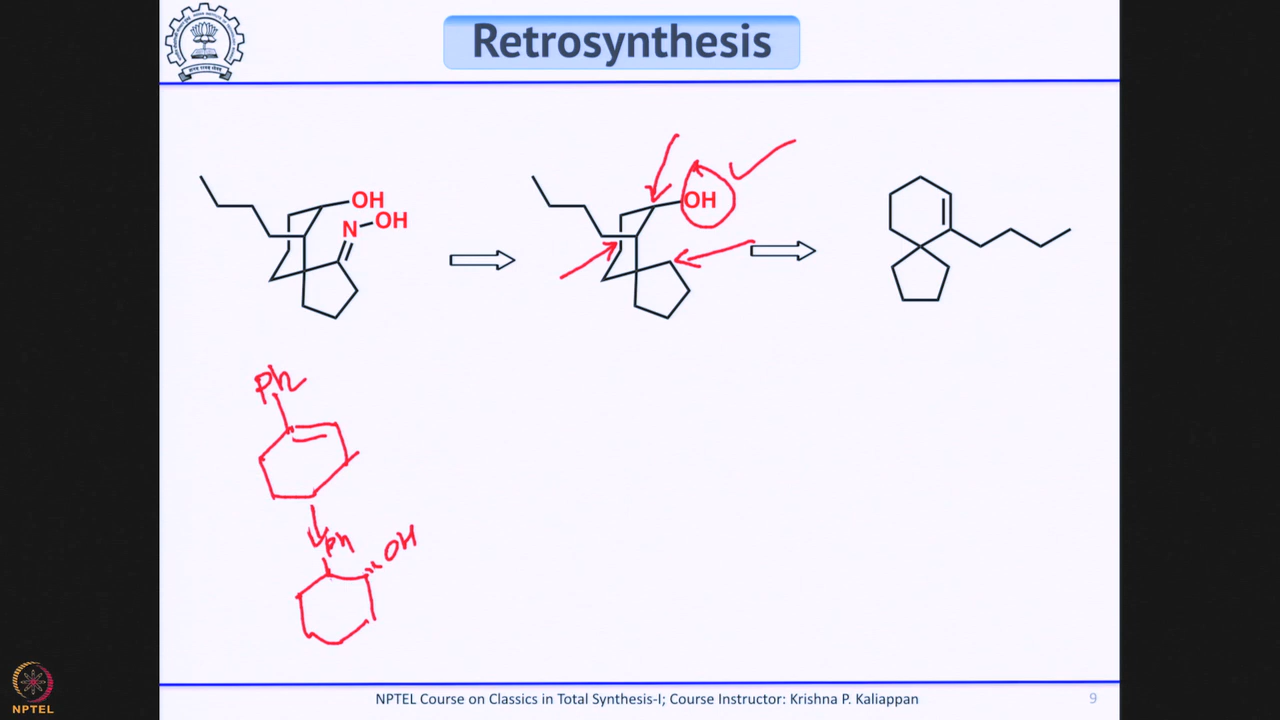 Retrosynthesis
OH
N OH
OH
Ph
Ph
OH
NPTEL Course on Classics in Total Synthesis-I; Course Instructor: Krishna P. Kaliappan
9
NPTEL